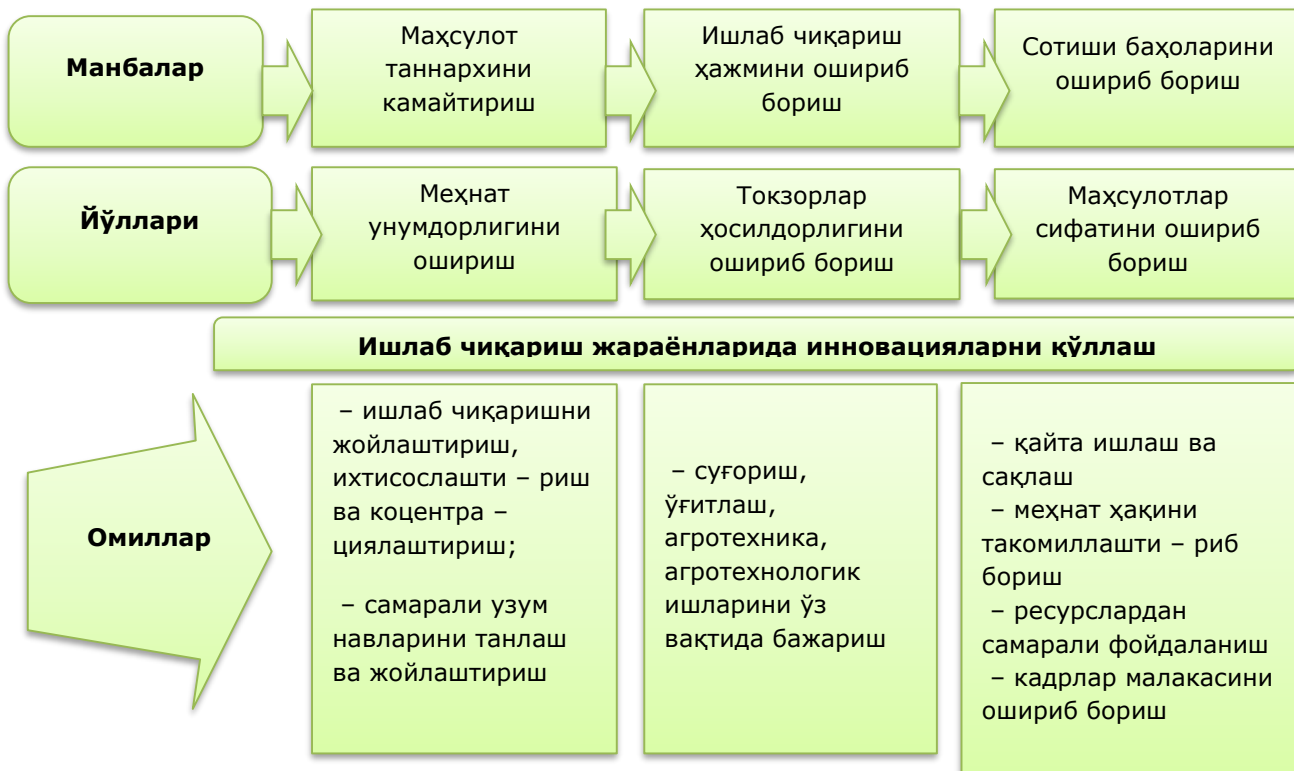 Манбалар
Маҳсулот
таннархини
камайтириш
Ишлаб чиқариш
ҳажмини ошириб
бориш
Сотиши баҳоларини
ошириб бориш
Йўллари
Меҳнат
унумдорлигини
ошириш
Токзорлар
ҳосилдорлигини
ошириб бориш
Маҳсулотлар
сифатини ошириб
бориш
Ишлаб чиқариш жараёнларида инновацияларни қўллаш
Омиллар
– ишлаб чиқаришни
жойлаштириш,
ихтисослашти – риш
ва коцентра –
циялаштириш;
– самарали узум
навларини танлаш
ва жойлаштириш
– суғориш,
ўғитлаш,
агротехника,
агротехнологик
ишларини ўз
вақтида бажариш
– қайта ишлаш ва
сақлаш
– меҳнат ҳақини
такомиллашти – риб
бориш
– ресурслардан
самарали фойдаланиш
– кадрлар малакасини
ошириб бориш